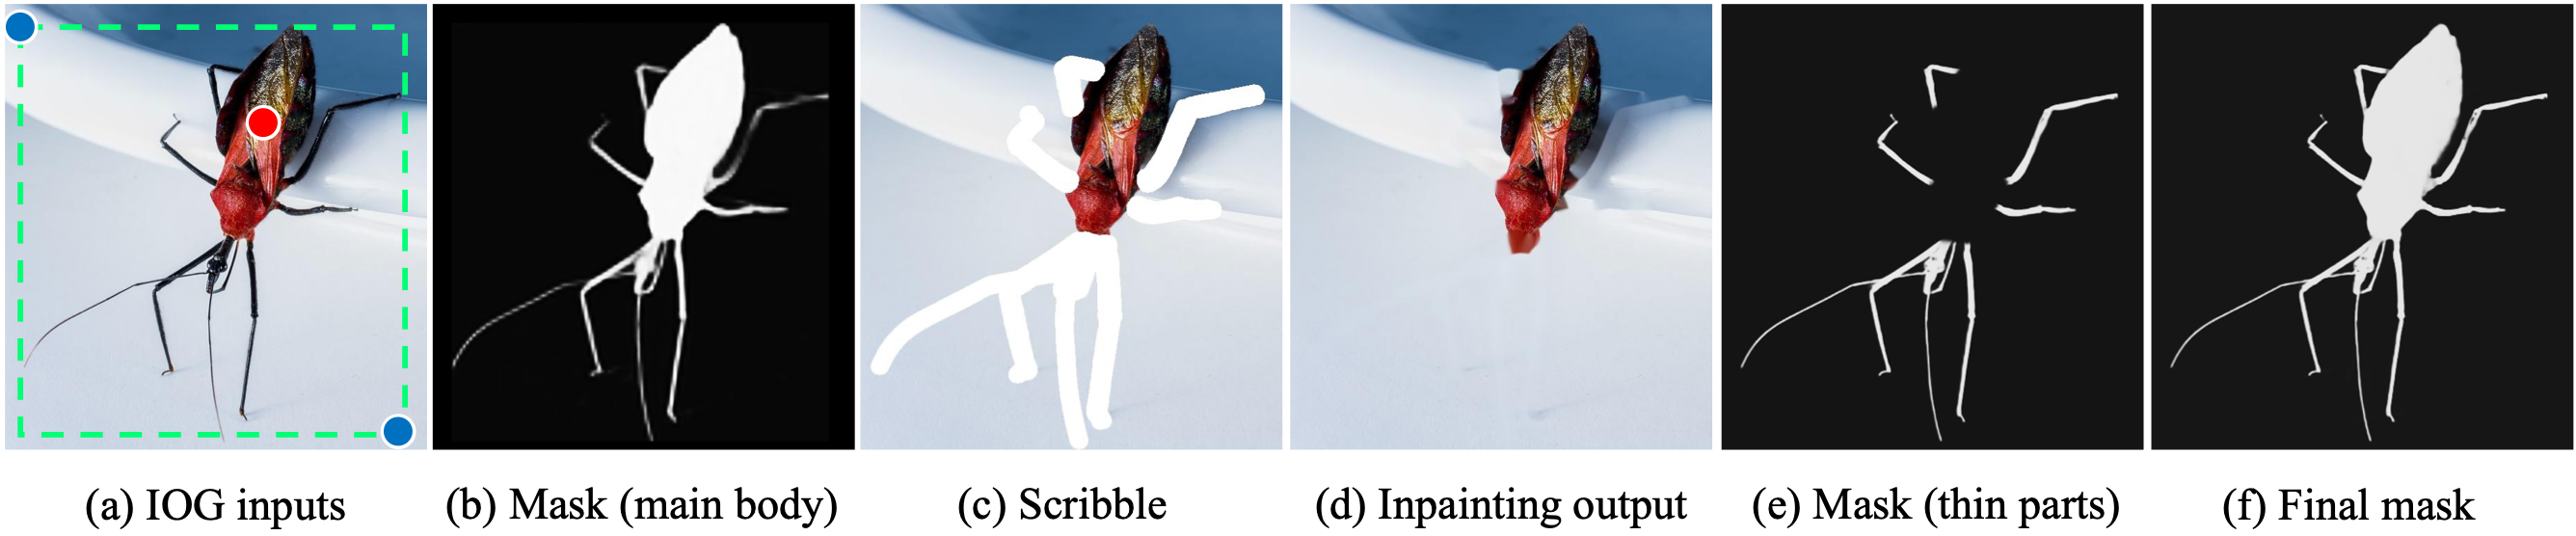 (a) IOG inputs
(b) Mask (main body)
(c) Scribble
(d) Inpainting output
(e) Mask (thin parts)
(f) Final mask